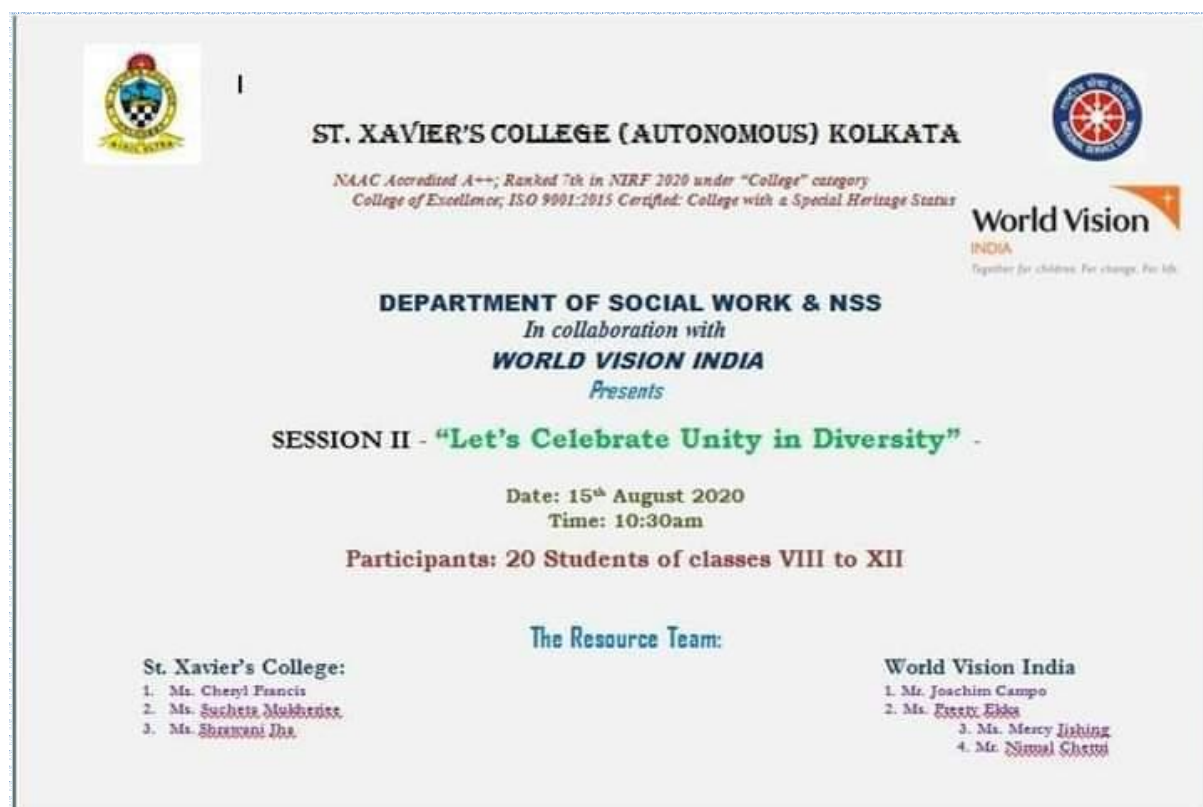 ST. XAVIER'S COLLEGE (AUTONOMOUS) KOLKATA
NAAC Accredited A++; Ranked 7th in NIRF 2020 under "College" category
College of Excellence; ISO 9001:2015 Certified: College with a Special Heritage Status
World Vision
INDIA
Together for children. For change. For life.
DEPARTMENT OF SOCIAL WORK & NSS
In collaboration with
WORLD VISION INDIA
Presents
SESSION II - "Let's Celebrate Unity in Diversity" -
Date: 15th August 2020
Time: 10:30am
Participants: 20 Students of classes VIII to XII
The Resource Team:
St. Xavier's College:
1. Ms. Cheryl Francis
2. Ms. Sucheta Mukherjee
3. Ms. Shrawani Jha
World Vision India
1. Mr. Joachim Campo
2. Ms. Preety Ekka
3. Ms. Mercy Jishing
4. Mr. Nirmal